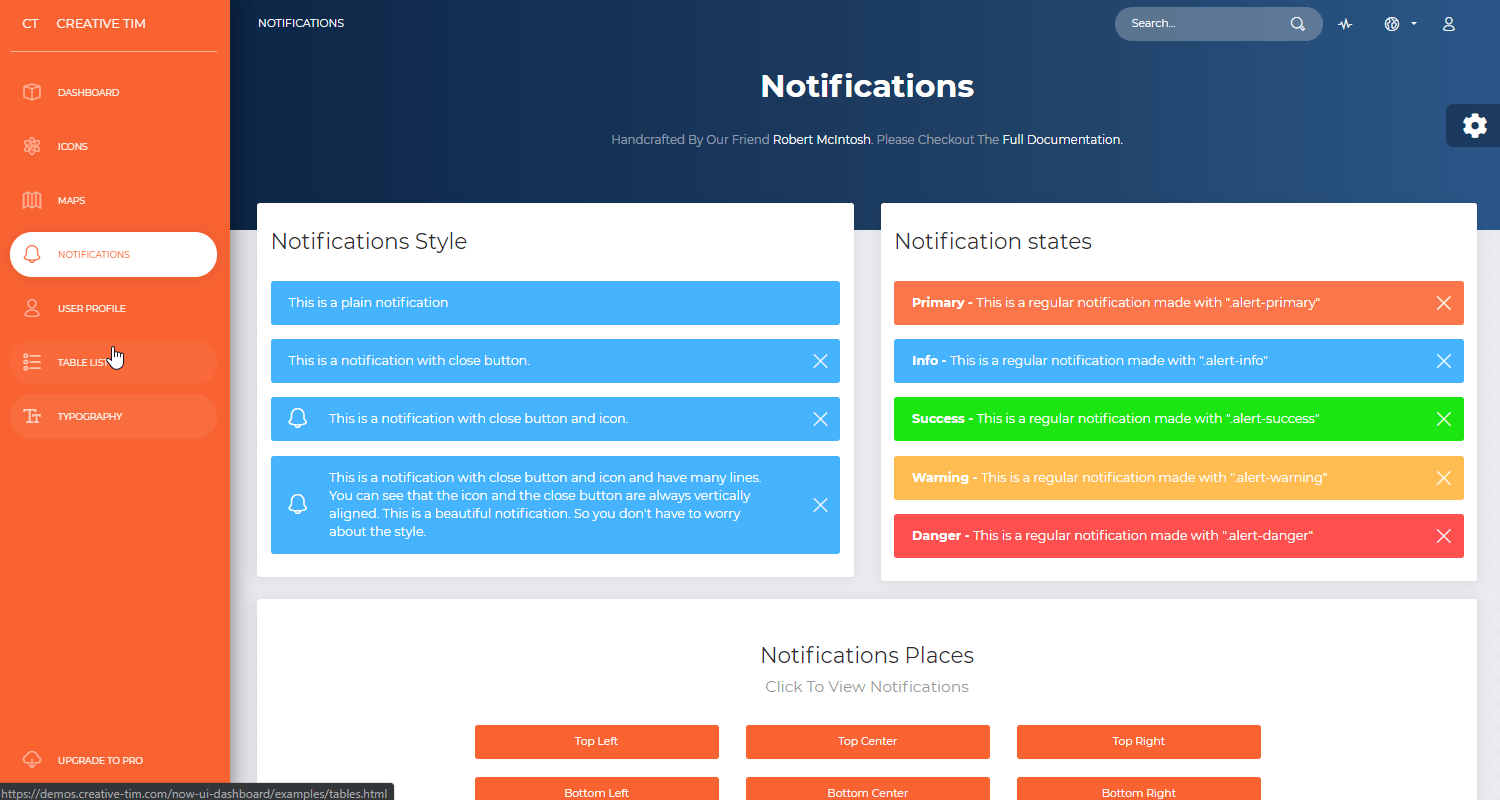 CT CREATIVE TIM
DASHBOARD
ICONS
MAPS
NOTIFICATIONS
USER PROFILE
TABLE LIST
TYPOGRAPHY
UPGRADE TO PRO
https://demos.creative-tim.com/now-ui-dashboard/examples/tables.html
NOTIFICATIONS
Search...
Notifications
Handcrafted By Our Friend Robert McIntosh. Please Checkout The Full Documentation.
Notifications Style
This is a plain notification
This is a notification with close button.
This is a notification with close button and icon.
This is a notification with close button and icon and have many lines.
You can see that the icon and the close button are always vertically
aligned. This is a beautiful notification. So you don't have to worry
about the style.
Notification states
Primary - This is a regular notification made with ".alert-primary"
Info - This is a regular notification made with ".alert-info"
Success - This is a regular notification made with ".alert-success"
Warning - This is a regular notification made with ".alert-warning"
Danger - This is a regular notification made with ".alert-danger"
Notifications Places
Click To View Notifications
Top Left
Top Center
Top Right
Bottom Left
Bottom Center
Bottom Right